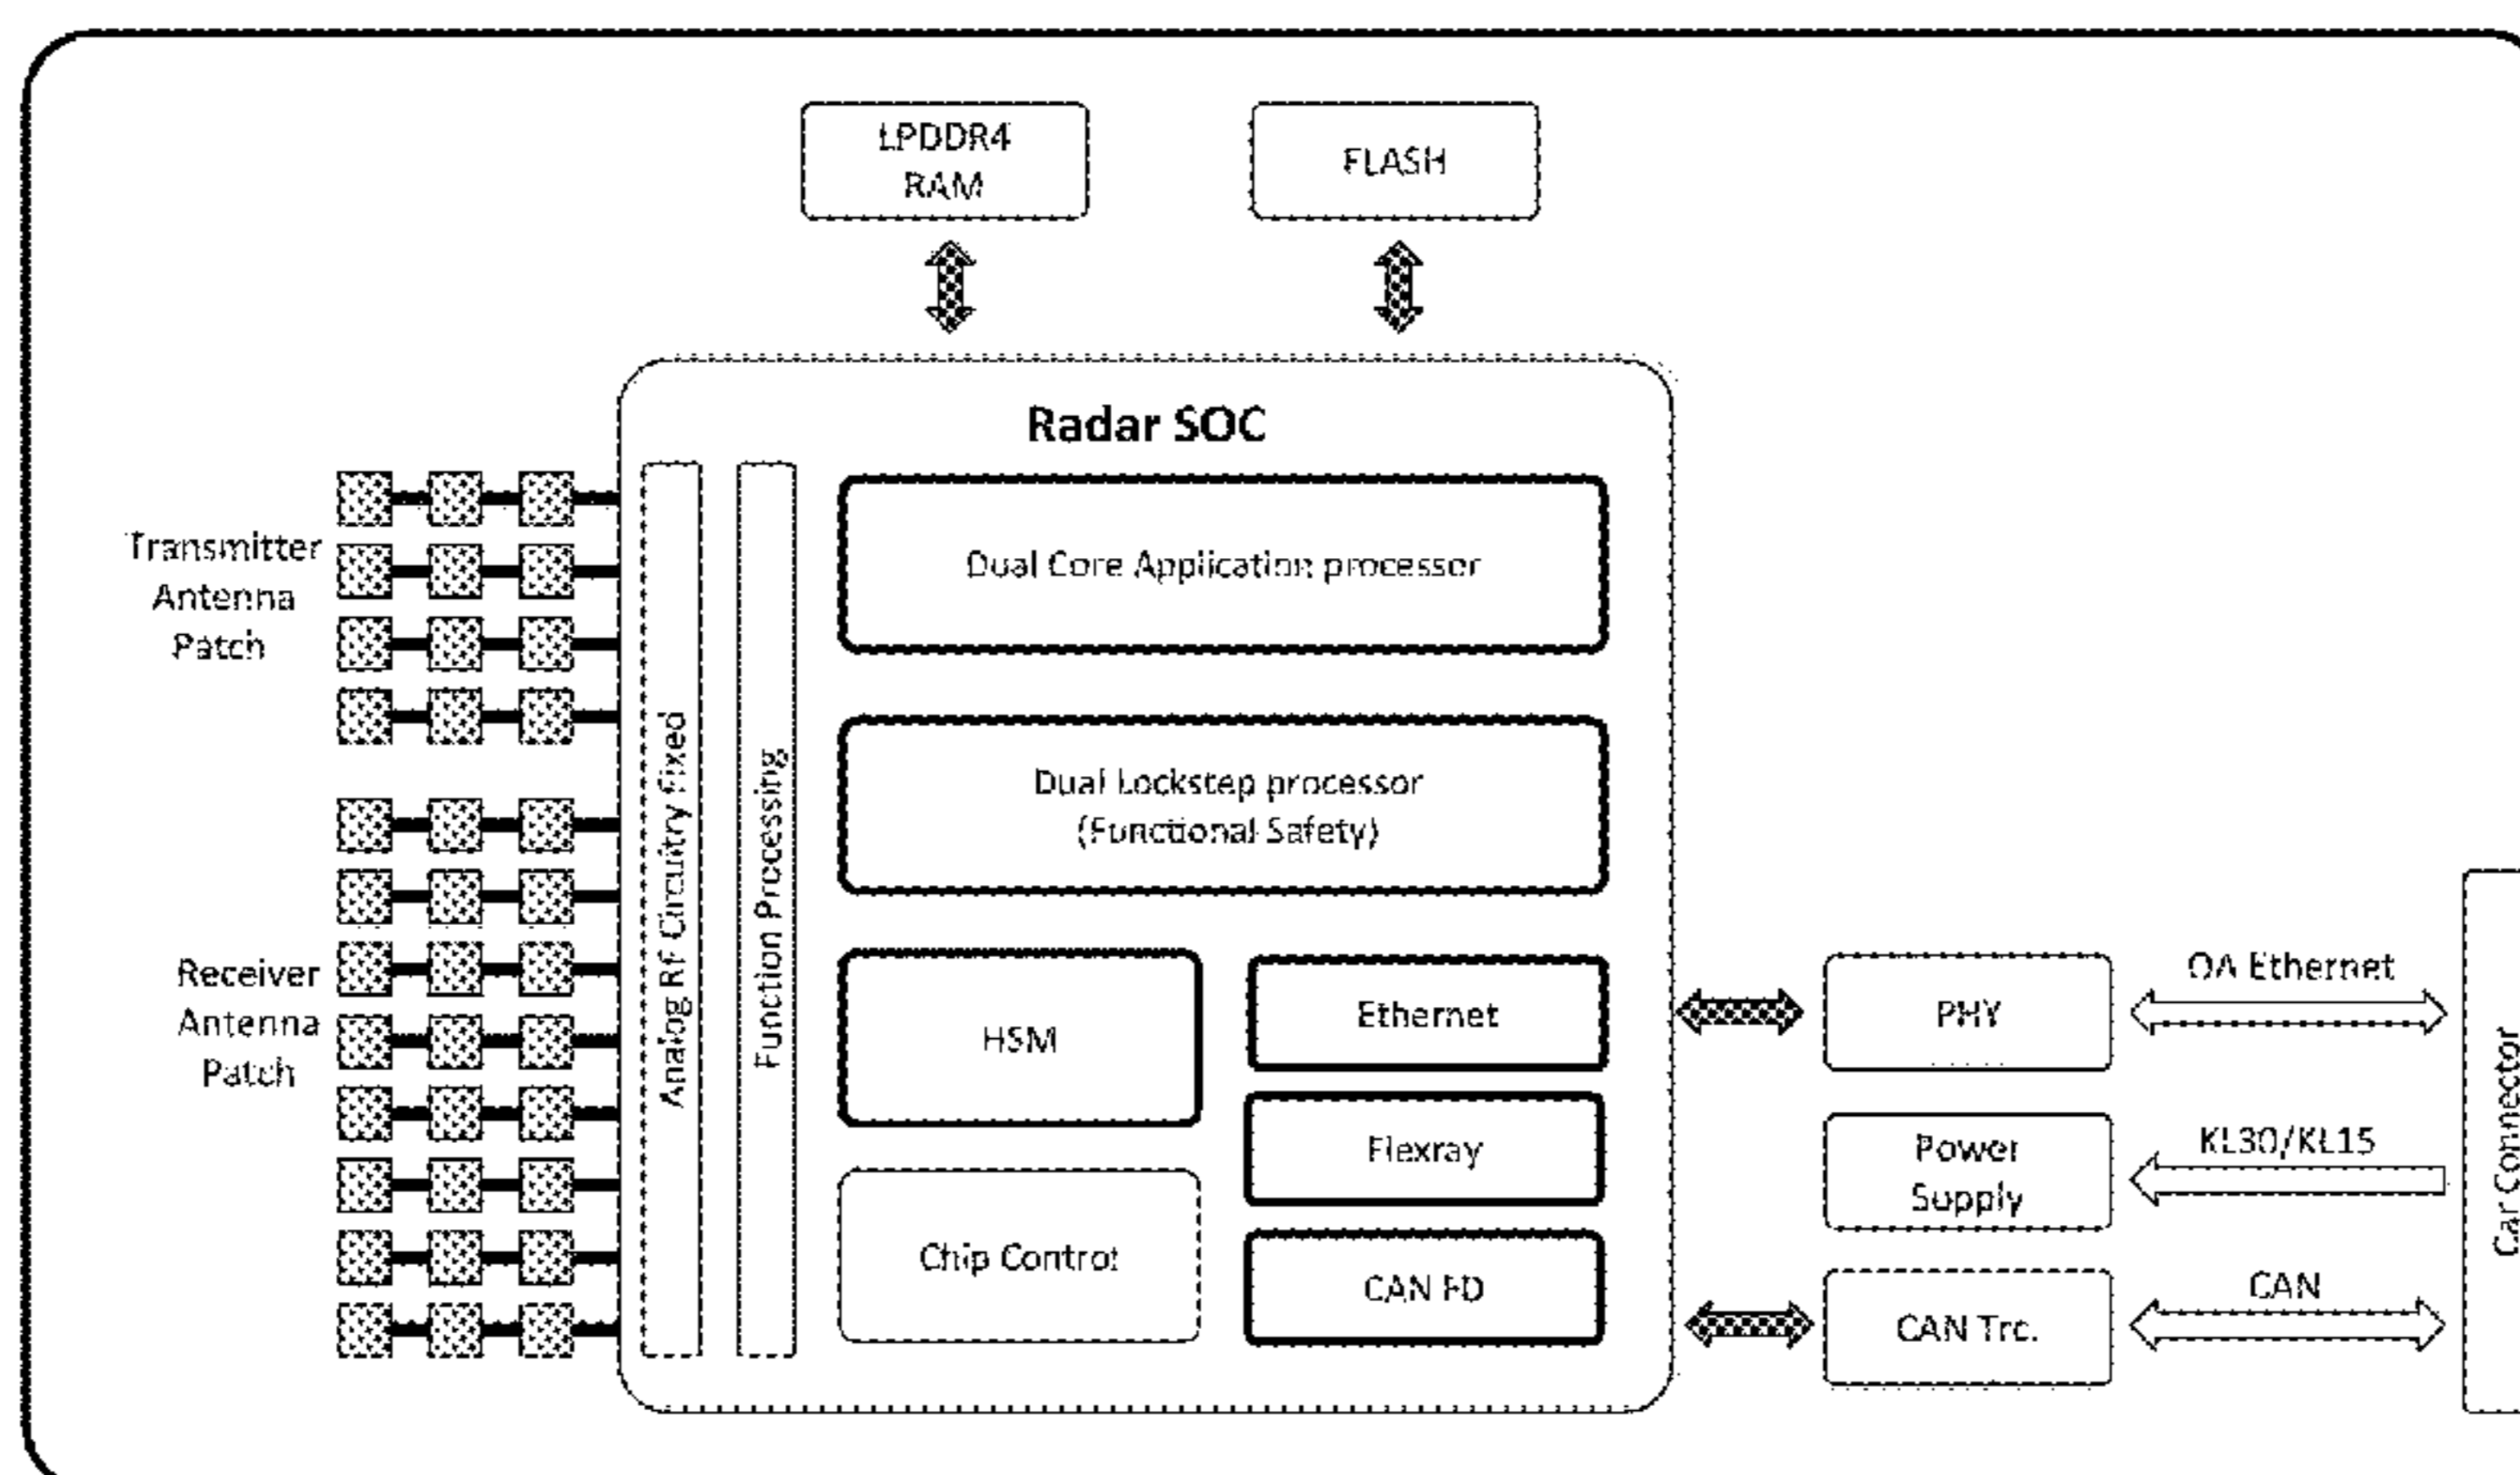 LPDDR4
RAM
FLASH
Radar SOC
Transmitter
Antenna
Patch
Receiver
Antenna
Patch
Analog RF Circuitry fixed
Function Processing
Dual Core Application processor
Dual Lockstep processor
(Functional Safety)
HSM
Chip Control
Ethernet
Flexray
CAN FD
PHY
Power
Supply
CAN Trc.
OA Ethernet
KL30/KL15
CAN
Car Connector